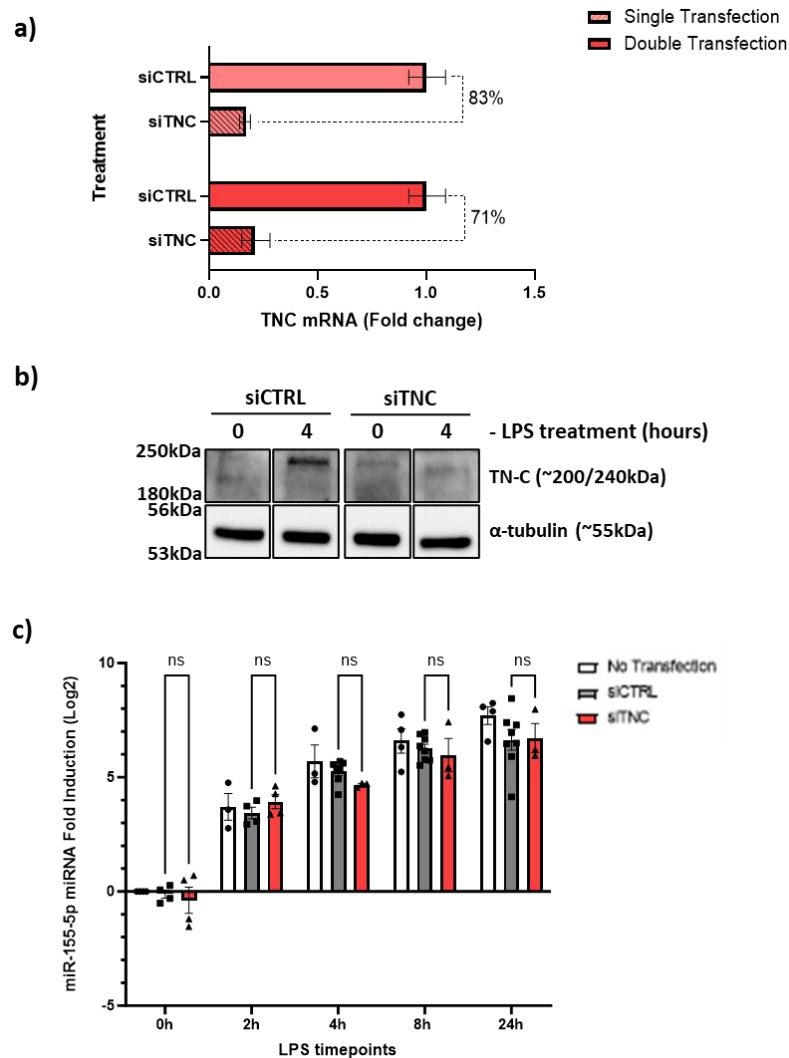 a)
Single Transfection
Double Transfection
Treatment
siCTRL
siTNC
83%
siCTRL
siTNC
71%
0.0 0.5 1.0 1.5
TNC mRNA (Fold change)
b)
siCTRL siTNC
0 4 0 4 - LPS treatment (hours)
250kDa
180kDa
TN-C (~200/240kDa)
56kDa
53kDa
α-tubulin (~55kDa)
c)
ns ns ns ns ns
No Transfection
siCTRL
siTNC
miR-155-5p miRNA Fold Induction (Log2)
10
5
0
-5
0h 2h 4h 8h 24h
LPS timepoints